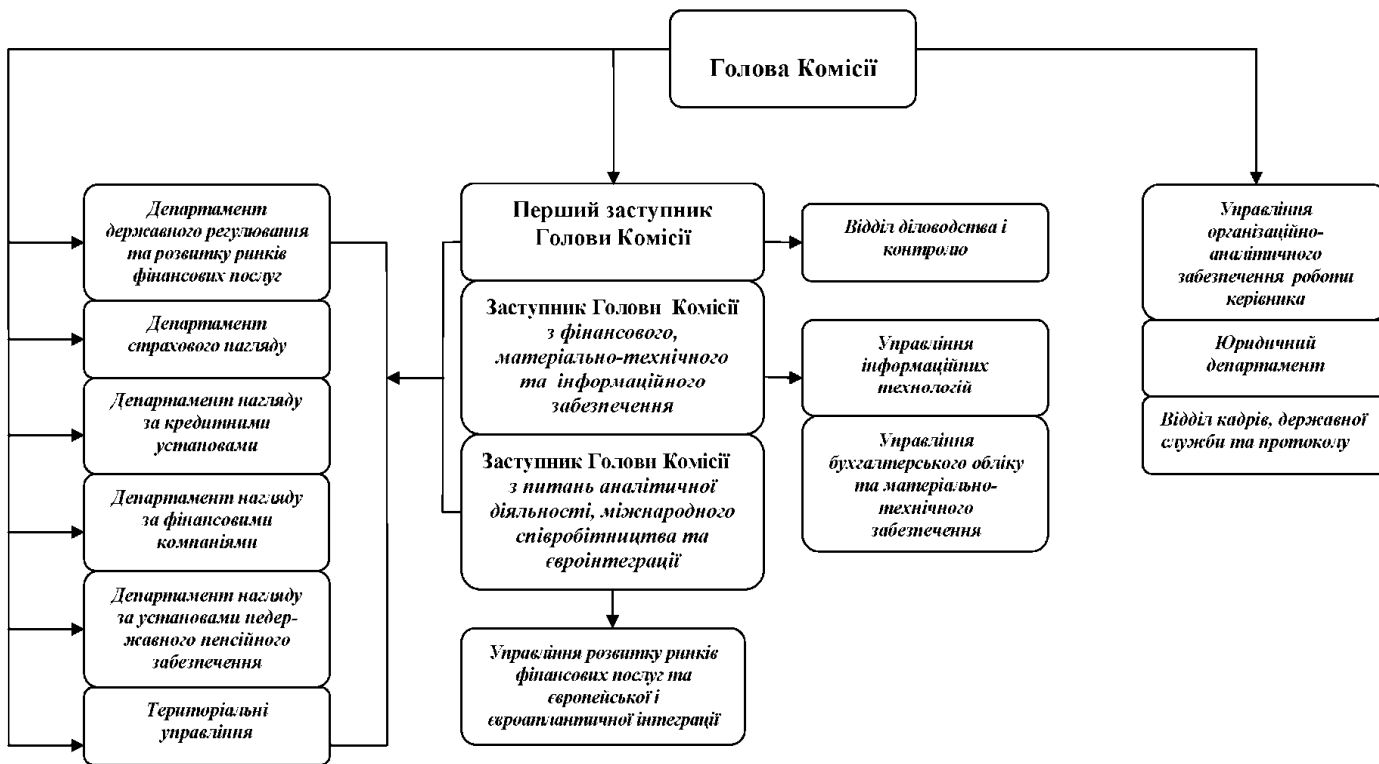 Голова Комісії
Департамент
державного регулювання
та розвитку ринків
фінансових послуг
Департамент
страхового нагляду
Департамент нагляду
за кредитними
установами
Департамент нагляду
за фінансовими
компаніями
Департамент нагляду
за установами недер-
жавного пенсійного
забезпечення
Територіальні
управління
Перший заступник
Голови Комісії
Заступник Голови Комісії
з фінансового,
матеріально-технічного
та інформаційного
забезпечення
Заступник Голови Комісії
з питань аналітичної
діяльності, міжнародного
співробітництва та
євроінтеграції
Управління розвитку ринків
фінансових послуг та
європейської і
євроатлантичної інтеграції
Відділ діловодства і
контролю
Управління
інформаційних
технологій
Управління
бухгалтерського обліку
та матеріально-
технічного
забезпечення
Управління
організаційно-
аналітичного
забезпечення роботи
керівника
Юридичний
департамент
Відділ кадрів, державної
служби та протоколу